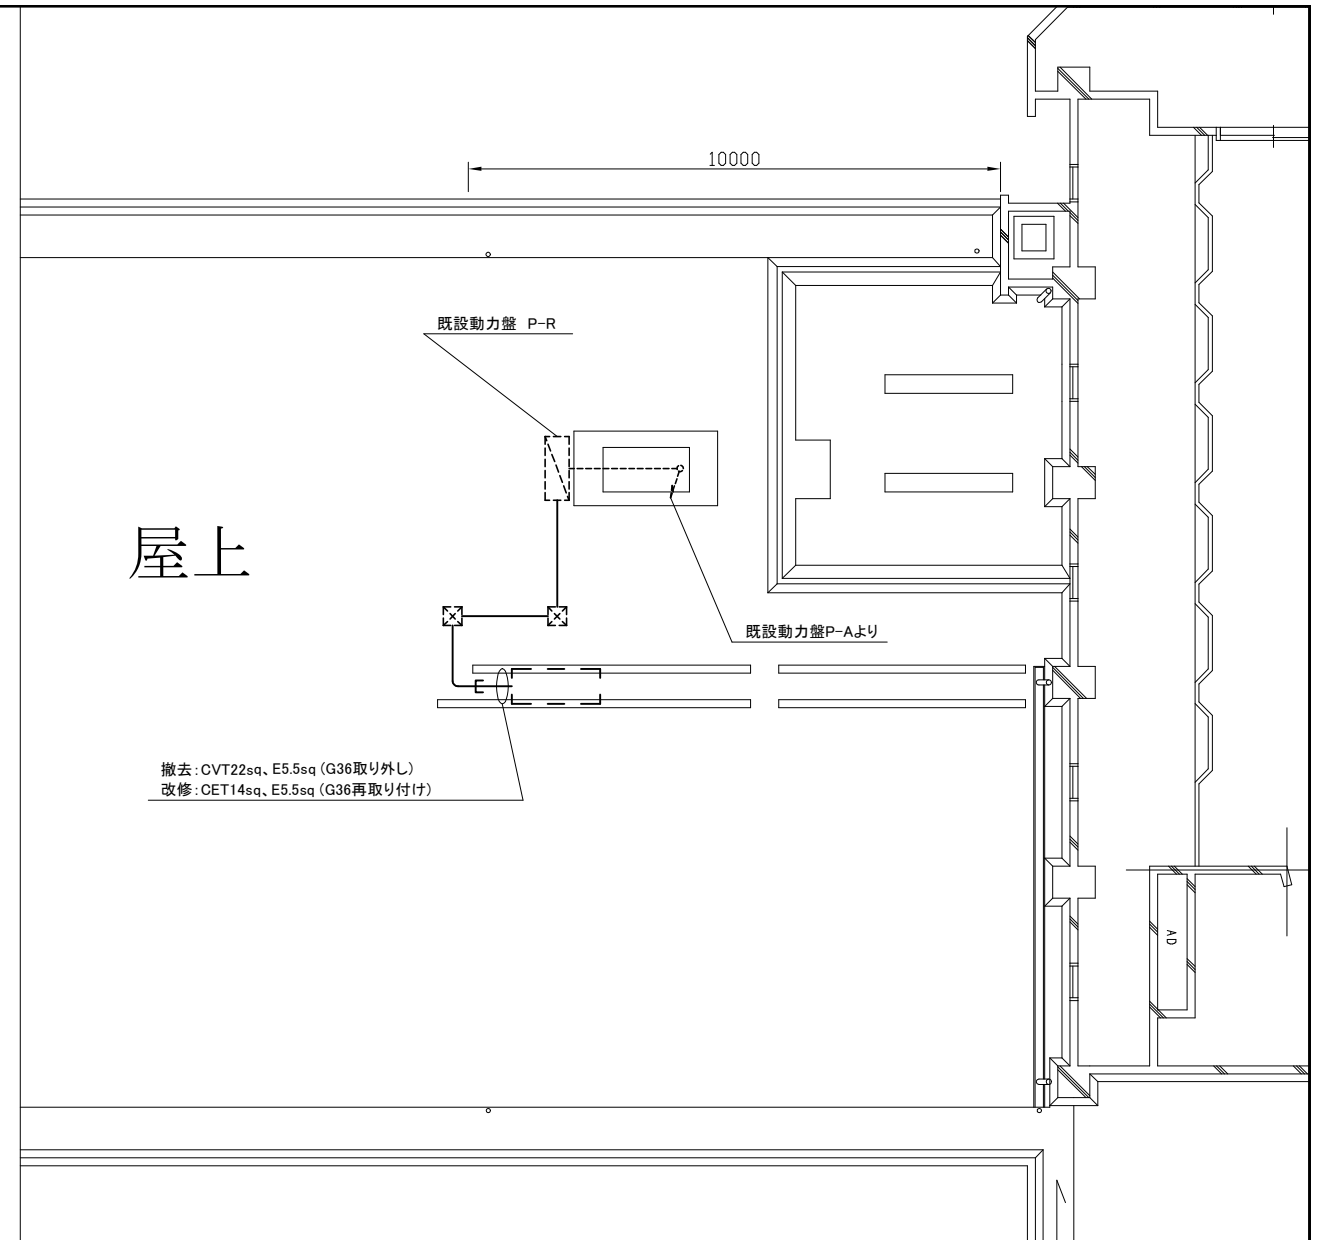 10000
既設動力盤 P-R
屋上
既設動力盤P-Aより
撤去:CVT22sq、E5.5sq(G36取り外し)
改修:CET14sq、E5.5sq(G36再取り付け)
AD